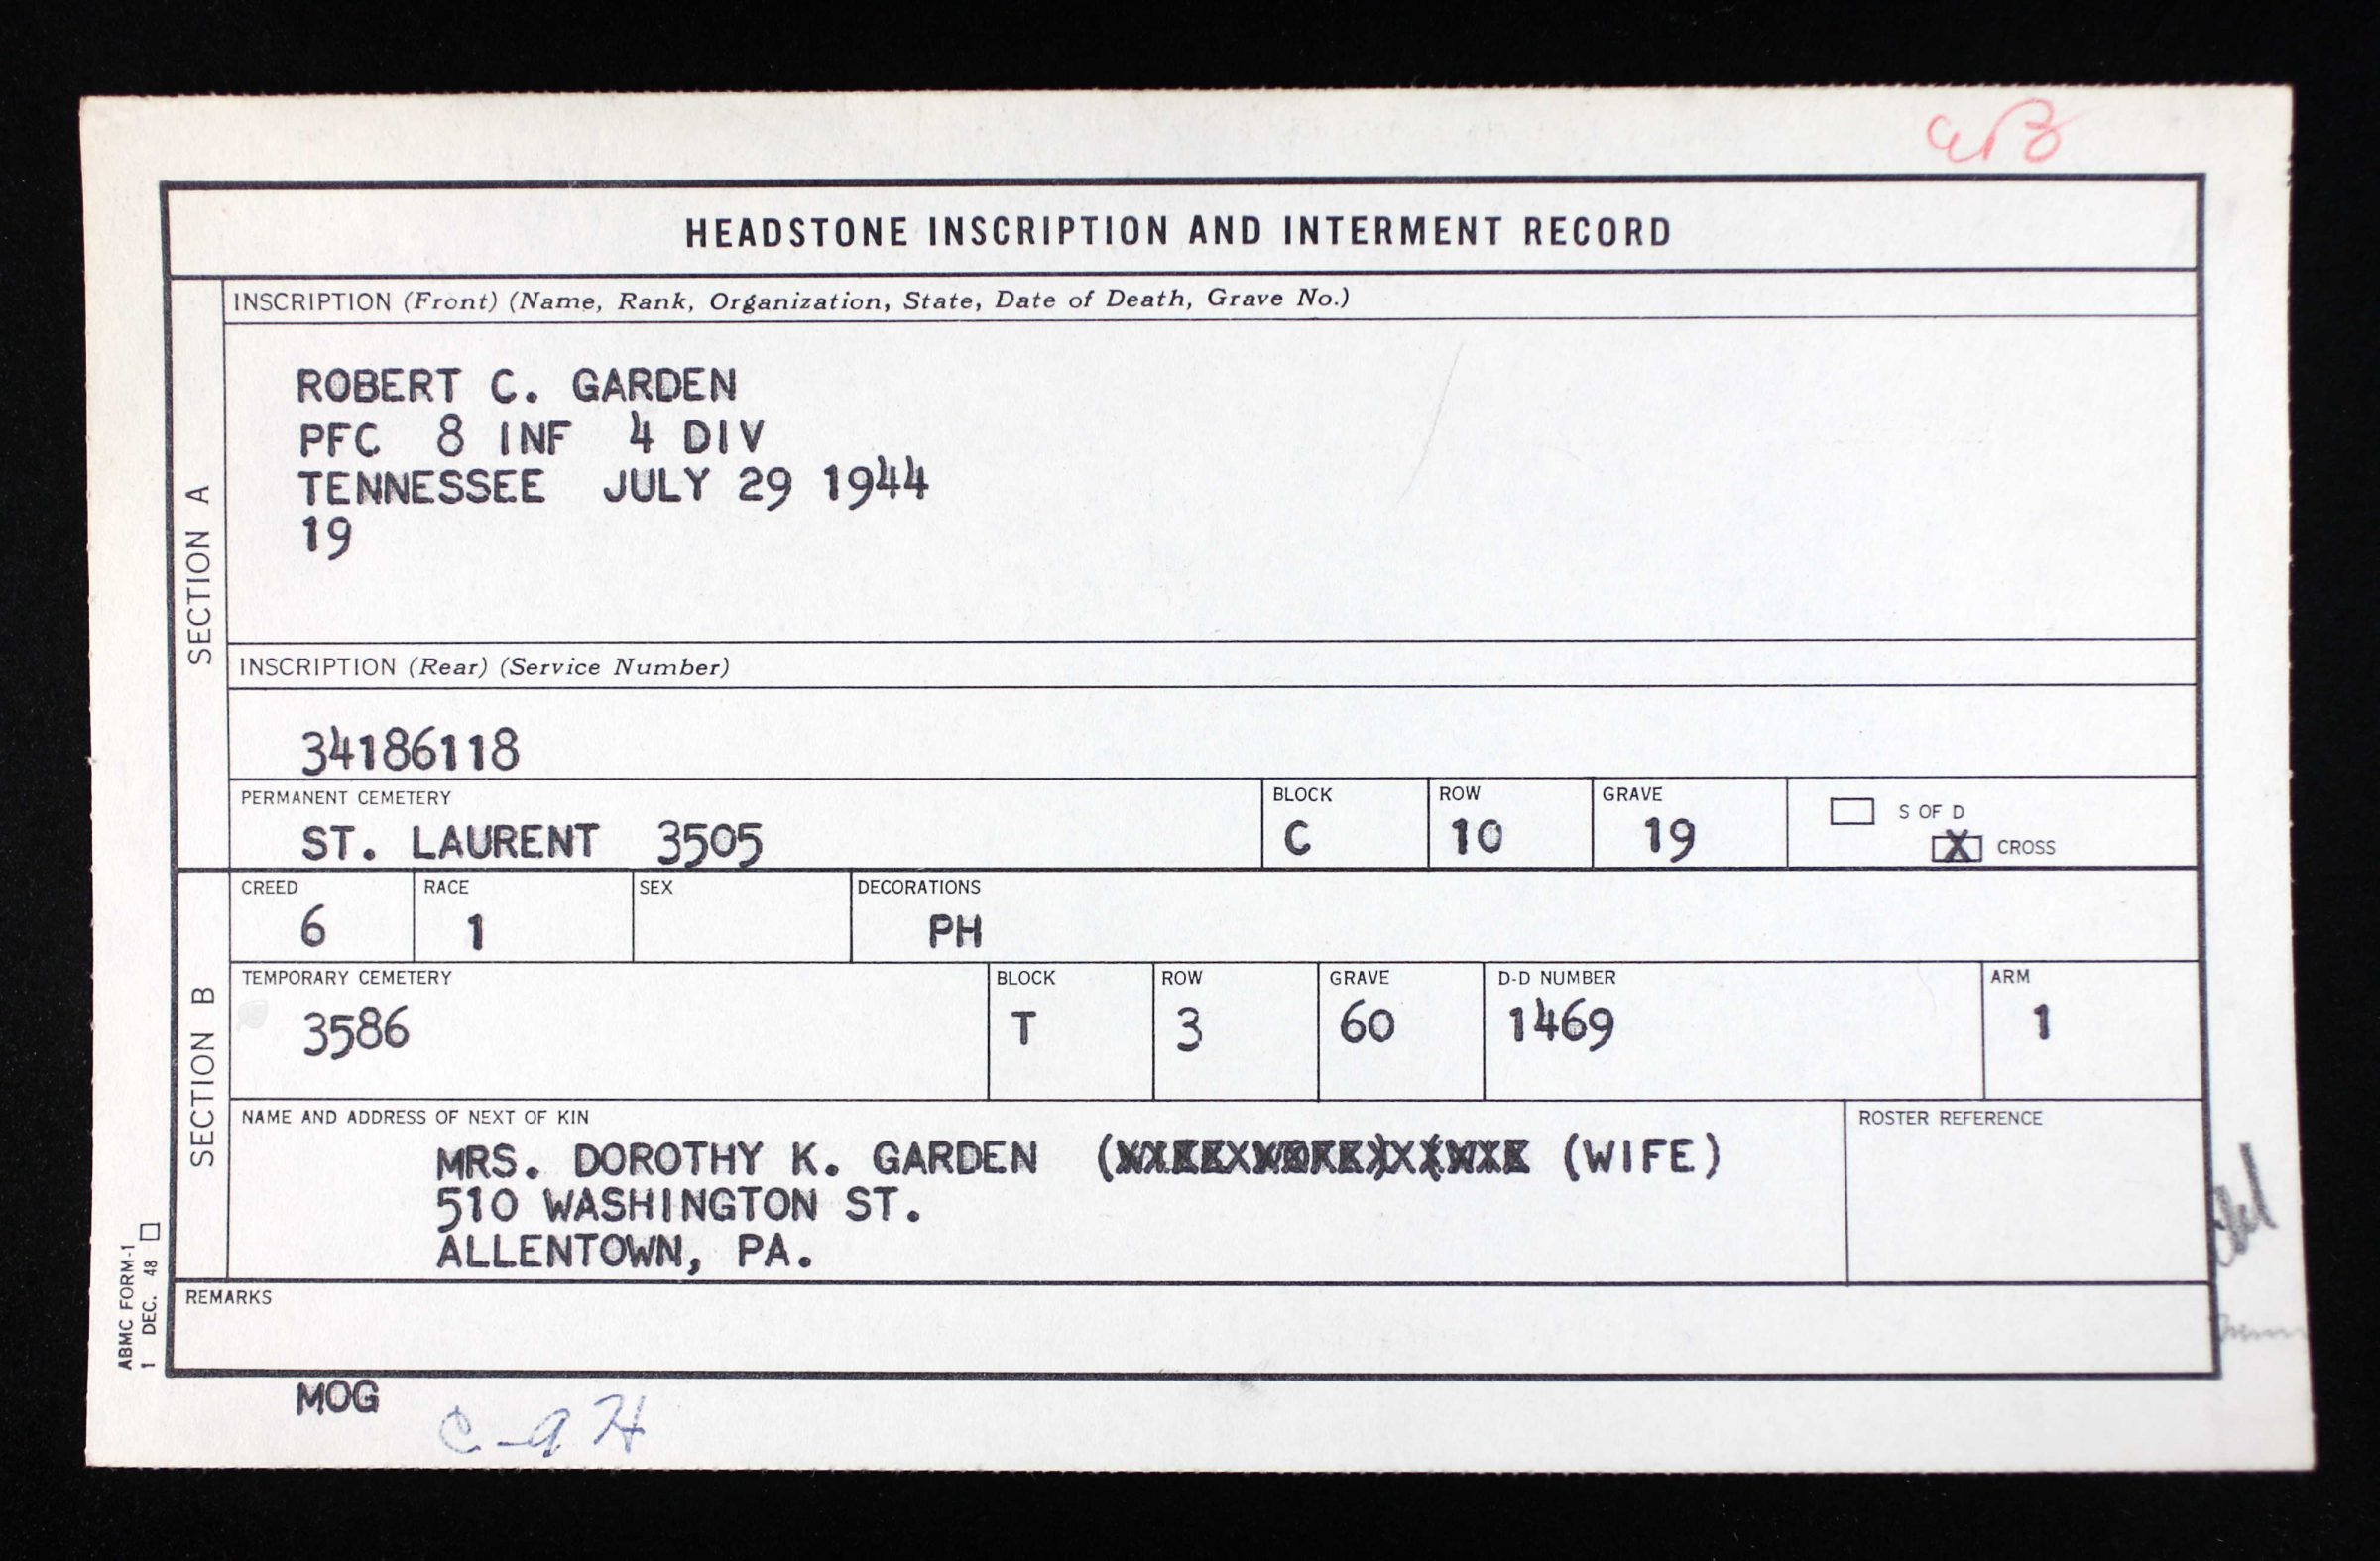 HEADSTONE INSCRIPTION AND INTERMENT RECORD
SECTION A
INSCRIPTION (Front) (Name, Rank, Organization, State, Date of Death, Grave No.)
ROBERT C. GARDEN
PFC 8 INF 4 DIV
TENNESSEE JULY 29 1944
19
INSCRIPTION (Rear) (Service Number)
34186118
PERMANENT CEMETERY BLOCK ROW GRAVE
ST. LAURENT 3505 C 10 19
S OF D
X CROSS
SECTION B
CREED RACE SEX DECORATIONS
6 1 PH
TEMPORARY CEMETERY BLOCK ROW GRAVE D-D NUMBER ARM
3586 T 3 60 1469 1
NAME AND ADDRESS OF NEXT OF KIN ROSTER REFERENCE
MRS. DOROTHY K. GARDEN (WIFE)
510 WASHINGTON ST.
ALLENTOWN, PA.
REMARKS
ABMC FORM-1
1 DEC. 48
MOG